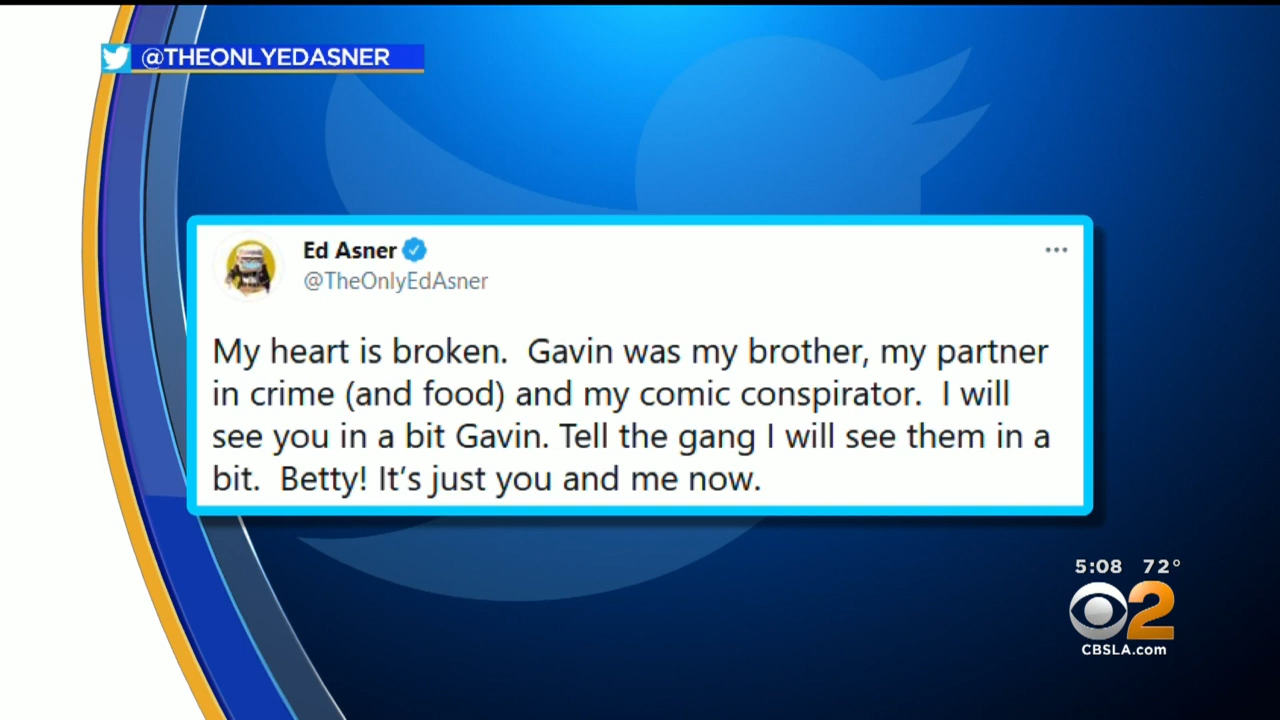 @THEONLYEDASNER
Ed Asner
@TheOnlyEdAsner
My heart is broken.  Gavin was my brother, my partner
in crime (and food) and my comic conspirator.  I will
see you in a bit Gavin. Tell the gang I will see them in a
bit.  Betty! It’s just you and me now.
5:08 72°
2
CBSLA.com